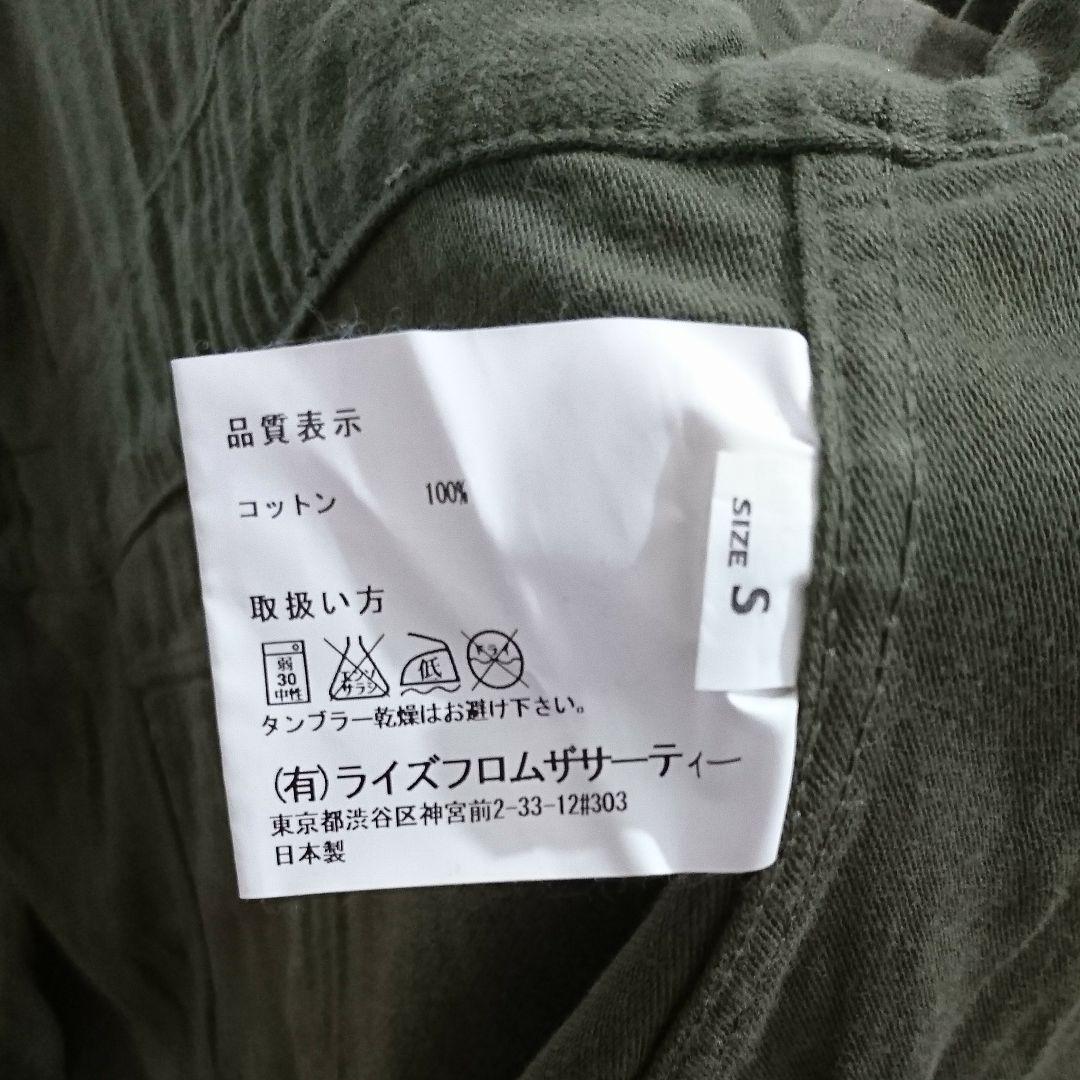 品質表示
コットン 100%
取扱い方
弱
30
中性
エンソ
サラシ
低
ドライ
タンブラー乾燥はお避け下さい。
(有)ライズフロムザサーティー
東京都渋谷区神宮前2-33-12#303
日本製
SIZE S